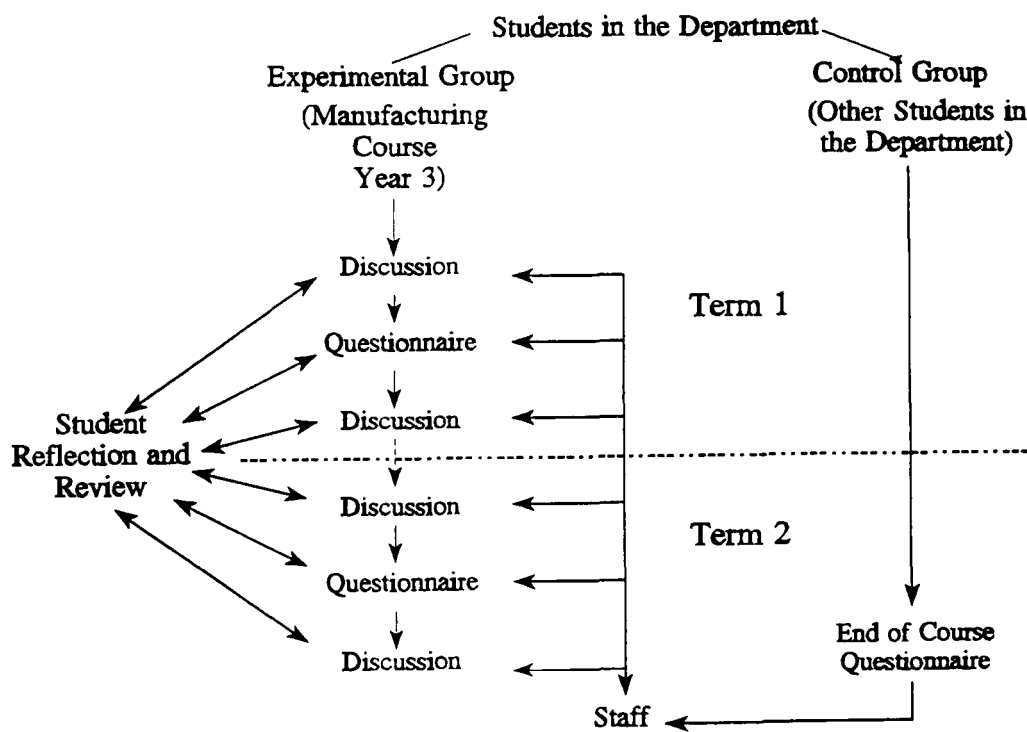 Students in the Department
Experimental Group
(Manufacturing
Course
Year 3)
Control Group
(Other Students in
the Department)
Discussion
Term 1
Questionnaire
Discussion
Student
Reflection and
Review
Discussion
Term 2
Questionnaire
Discussion
End of Course
Questionnaire
Staff